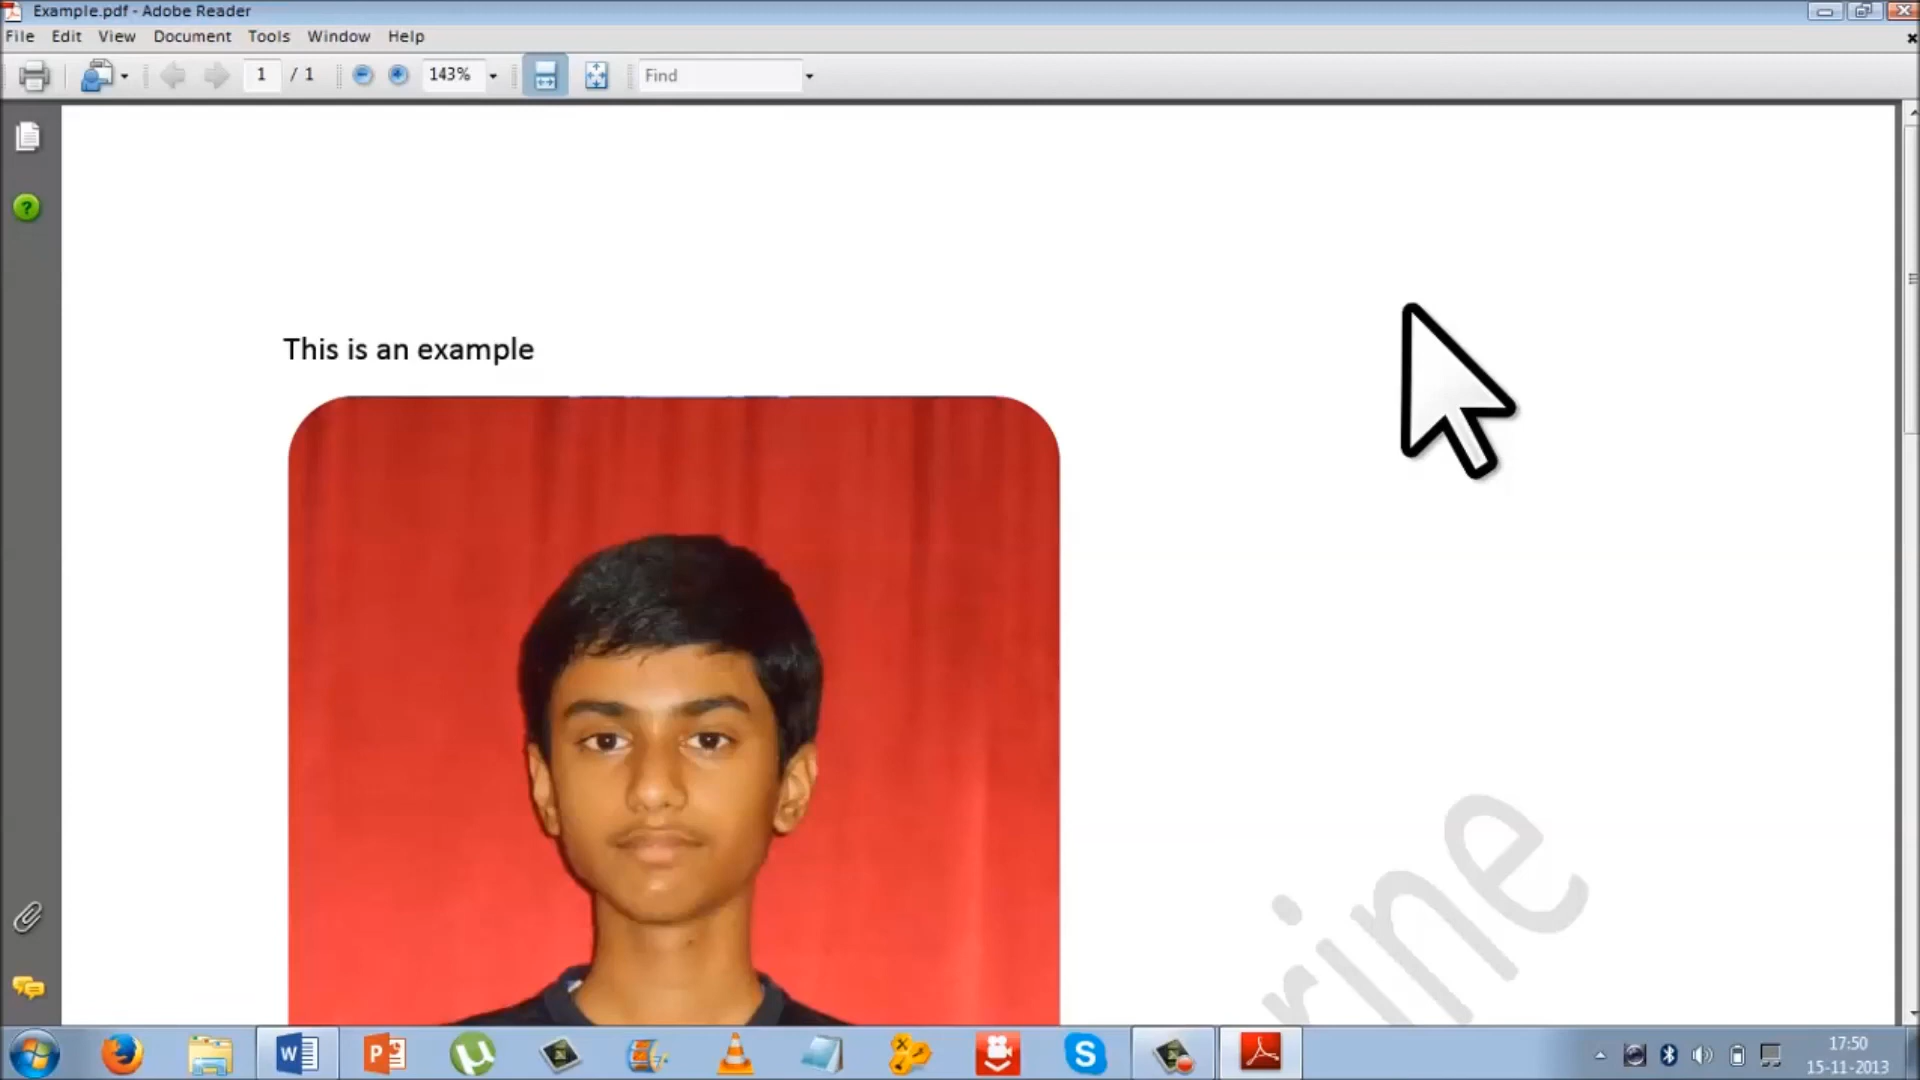 Example.pdf - Adobe Reader
File Edit View Document Tools Window Help
1 / 1 143% Find
This is an example
rine
17:50
15-11-2013